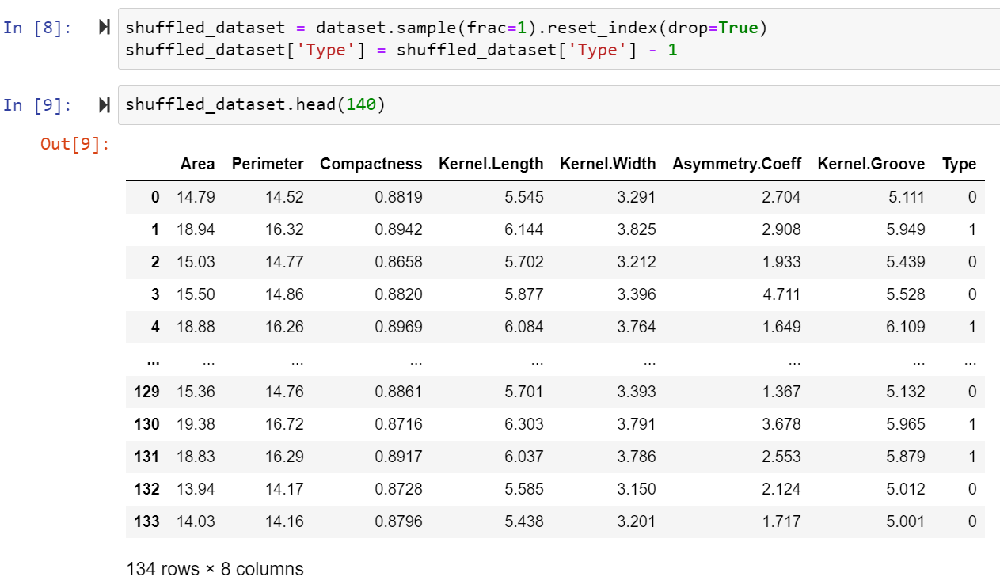 In [8]: shuffled_dataset = dataset.sample(frac=1).reset_index(drop=True)
shuffled_dataset['Type'] = shuffled_dataset['Type'] - 1
In [9]: shuffled_dataset.head(140)
Out[9]:
Area Perimeter Compactness Kernel.Length Kernel.Width Asymmetry.Coeff Kernel.Groove Type
0 14.79 14.52 0.8819 5.545 3.291 2.704 5.111 0
1 18.94 16.32 0.8942 6.144 3.825 2.908 5.949 1
2 15.03 14.77 0.8658 5.702 3.212 1.933 5.439 0
3 15.50 14.86 0.8820 5.877 3.396 4.711 5.528 0
4 18.88 16.26 0.8969 6.084 3.764 1.649 6.109 1
... ... ... ... ... ... ... ... ...
129 15.36 14.76 0.8861 5.701 3.393 1.367 5.132 0
130 19.38 16.72 0.8716 6.303 3.791 3.678 5.965 1
131 18.83 16.29 0.8917 6.037 3.786 2.553 5.879 1
132 13.94 14.17 0.8728 5.585 3.150 2.124 5.012 0
133 14.03 14.16 0.8796 5.438 3.201 1.717 5.001 0
134 rows × 8 columns